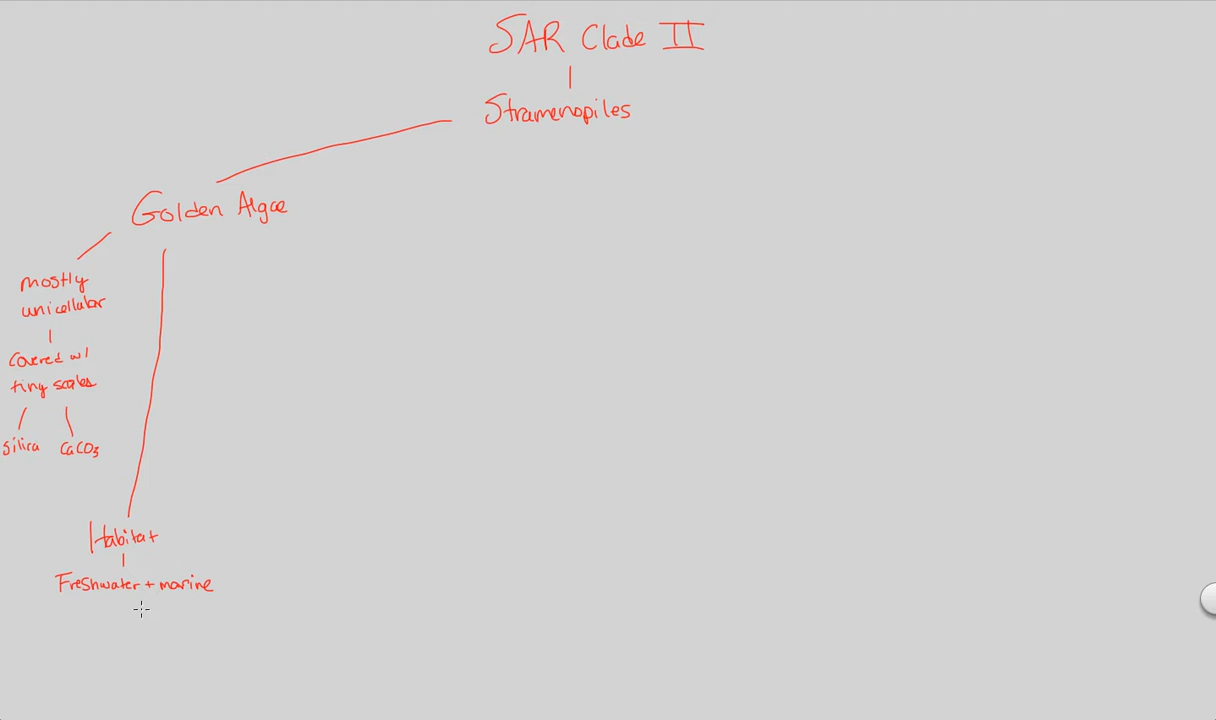 SAR Clade II
Stramenopiles
Golden Algae
mostly
unicellular
Covered w/
tiny scales
Silica CaCO3
Habitat
Freshwater + marine